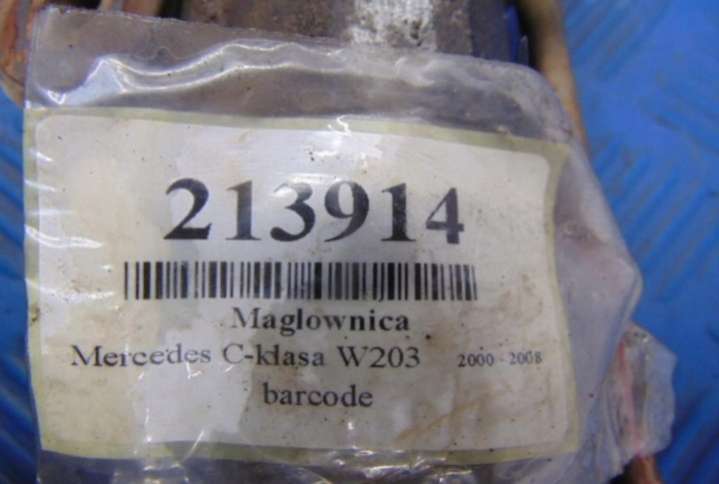 213914
Maglownica
Mercedes C-klasa W203 2000 - 2008
barcode